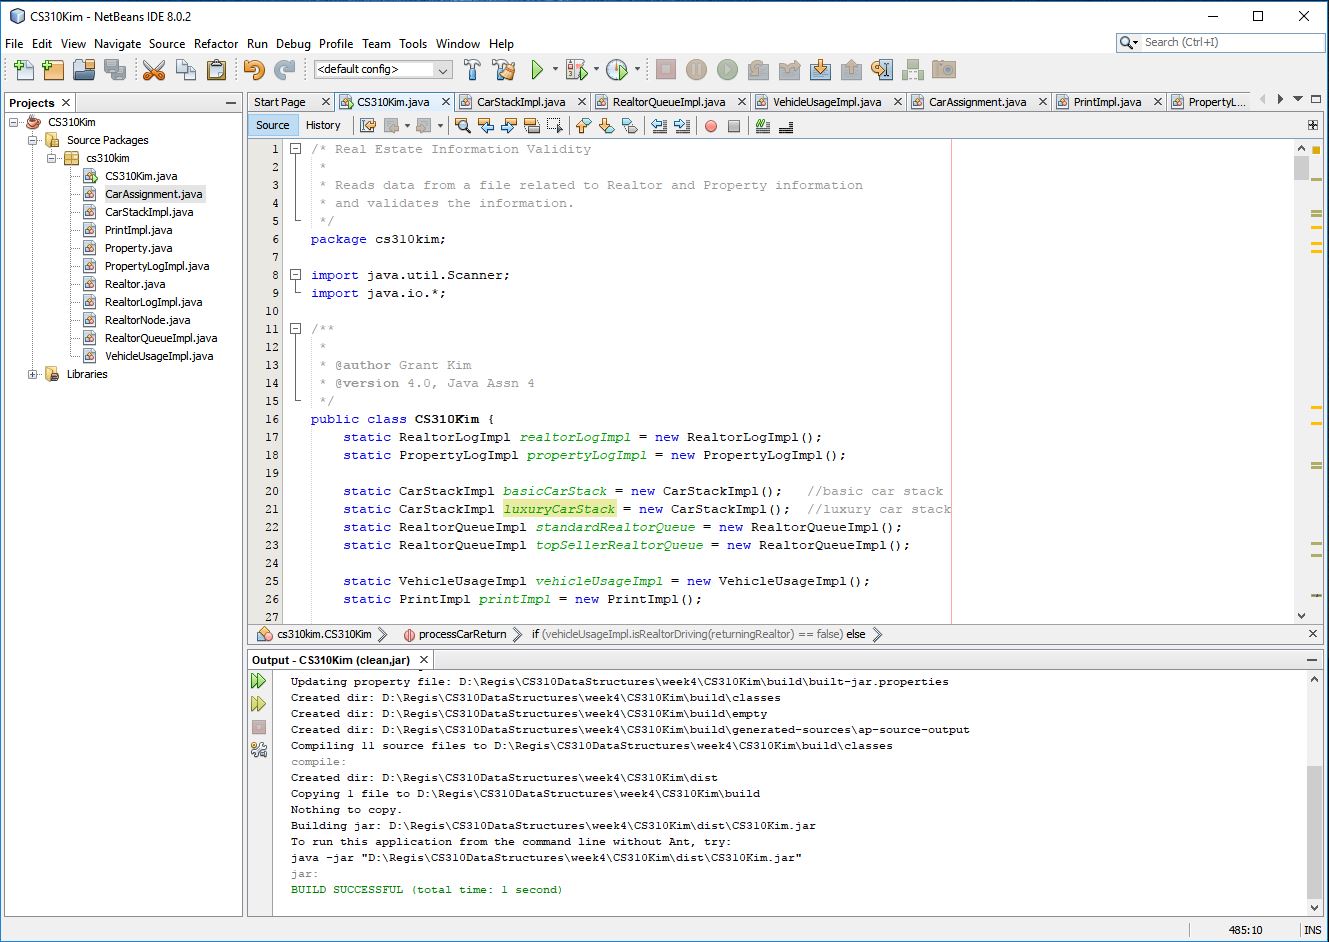 CS310Kim - NetBeans IDE 8.0.2
File Edit View Navigate Source Refactor Run Debug Profile Team Tools Window Help
Search (Ctrl+I)
<default config>
Projects
Start Page CS310Kim.java CarStackImpl.java RealtorQueueImpl.java VehicleUsageImpl.java CarAssignment.java PrintImpl.java PropertyL...
Source History
CS310Kim
Source Packages
cs310kim
CS310Kim.java
CarAssignment.java
CarStackImpl.java
PrintImpl.java
Property.java
PropertyLogImpl.java
Realtor.java
RealtorLogImpl.java
RealtorNode.java
RealtorQueueImpl.java
VehicleUsageImpl.java
Libraries
1 /* Real Estate Information Validity
2 *
3 * Reads data from a file related to Realtor and Property information
4 * and validates the information.
5 */
6 package cs310kim;
7
8 import java.util.Scanner;
9 import java.io.*;
10
11 /**
12 *
13 * @author Grant Kim
14 * @version 4.0, Java Assn 4
15 */
16 public class CS310Kim {
17 static RealtorLogImpl realtorLogImpl = new RealtorLogImpl();
18 static PropertyLogImpl propertyLogImpl = new PropertyLogImpl();
19
20 static CarStackImpl basicCarStack = new CarStackImpl(); //basic car stack
21 static CarStackImpl luxuryCarStack = new CarStackImpl(); //luxury car stack
22 static RealtorQueueImpl standardRealtorQueue = new RealtorQueueImpl();
23 static RealtorQueueImpl topSellerRealtorQueue = new RealtorQueueImpl();
24
25 static VehicleUsageImpl vehicleUsageImpl = new VehicleUsageImpl();
26 static PrintImpl printImpl = new PrintImpl();
27
cs310kim.CS310Kim processCarReturn if (vehicleUsageImpl.isRealtorDriving(returningRealtor) == false) else
Output - CS310Kim (clean,jar)
Updating property file: D:\Regis\CS310DataStructures\week4\CS310Kim\build\built-jar.properties
Created dir: D:\Regis\CS310DataStructures\week4\CS310Kim\build\classes
Created dir: D:\Regis\CS310DataStructures\week4\CS310Kim\build\empty
Created dir: D:\Regis\CS310DataStructures\week4\CS310Kim\build\generated-sources\ap-source-output
Compiling 11 source files to D:\Regis\CS310DataStructures\week4\CS310Kim\build\classes
compile:
Created dir: D:\Regis\CS310DataStructures\week4\CS310Kim\dist
Copying 1 file to D:\Regis\CS310DataStructures\week4\CS310Kim\build
Nothing to copy.
Building jar: D:\Regis\CS310DataStructures\week4\CS310Kim\dist\CS310Kim.jar
To run this application from the command line without Ant, try:
java -jar "D:\Regis\CS310DataStructures\week4\CS310Kim\dist\CS310Kim.jar"
jar:
BUILD SUCCESSFUL (total time: 1 second)
485:10 INS